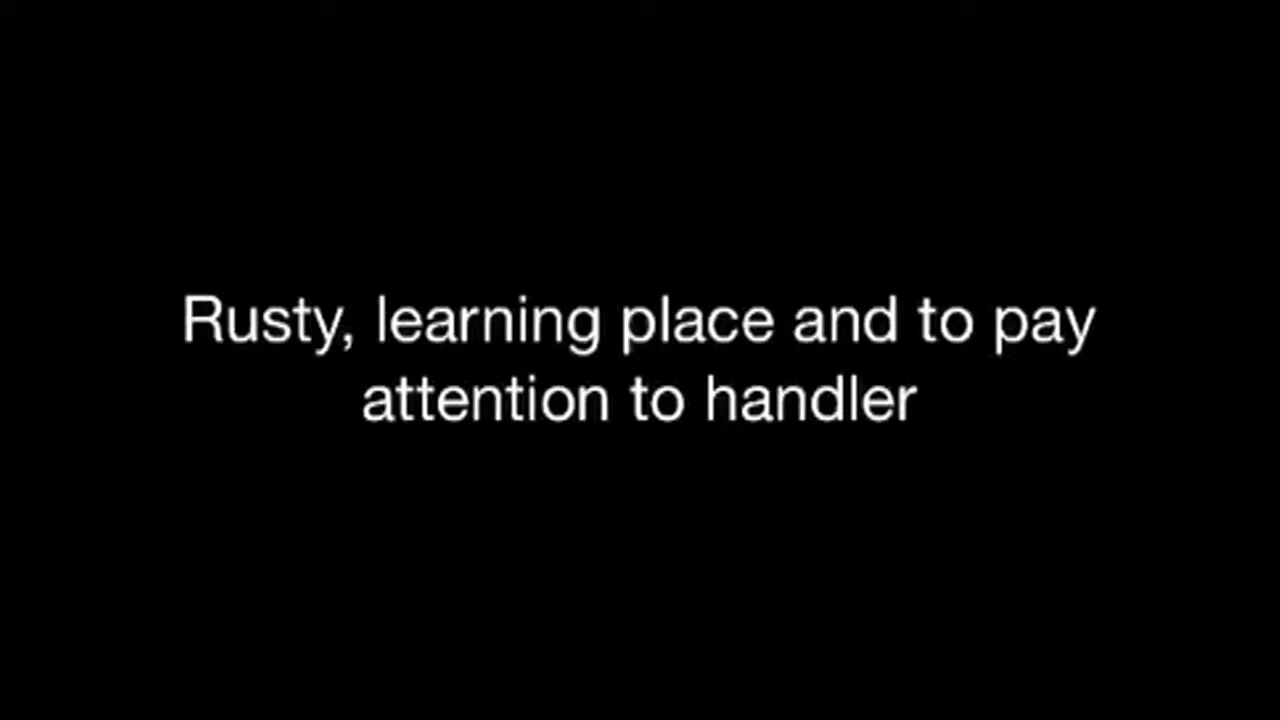 Rusty, learning place and to pay
attention to handler